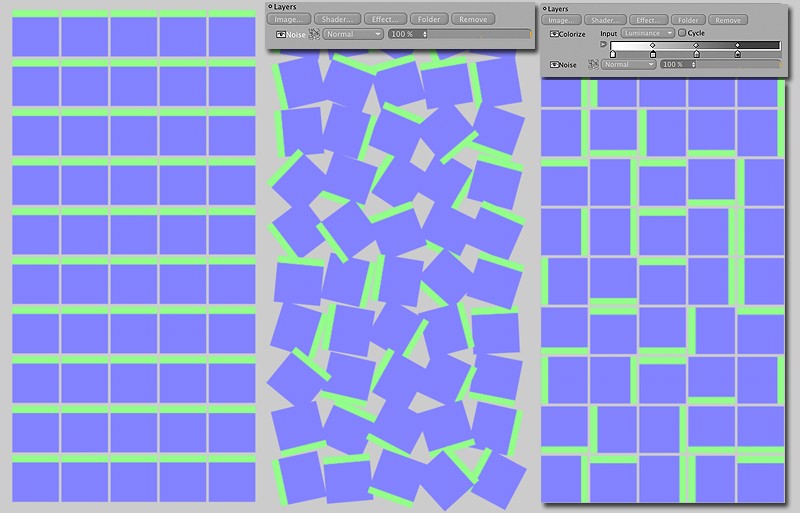 Layers
Image... Shader... Effect... Folder Remove
Noise Normal 100 %
Layers
Image... Shader... Effect... Folder Remove
Colorize Input Luminance Cycle
Noise Normal 100 %